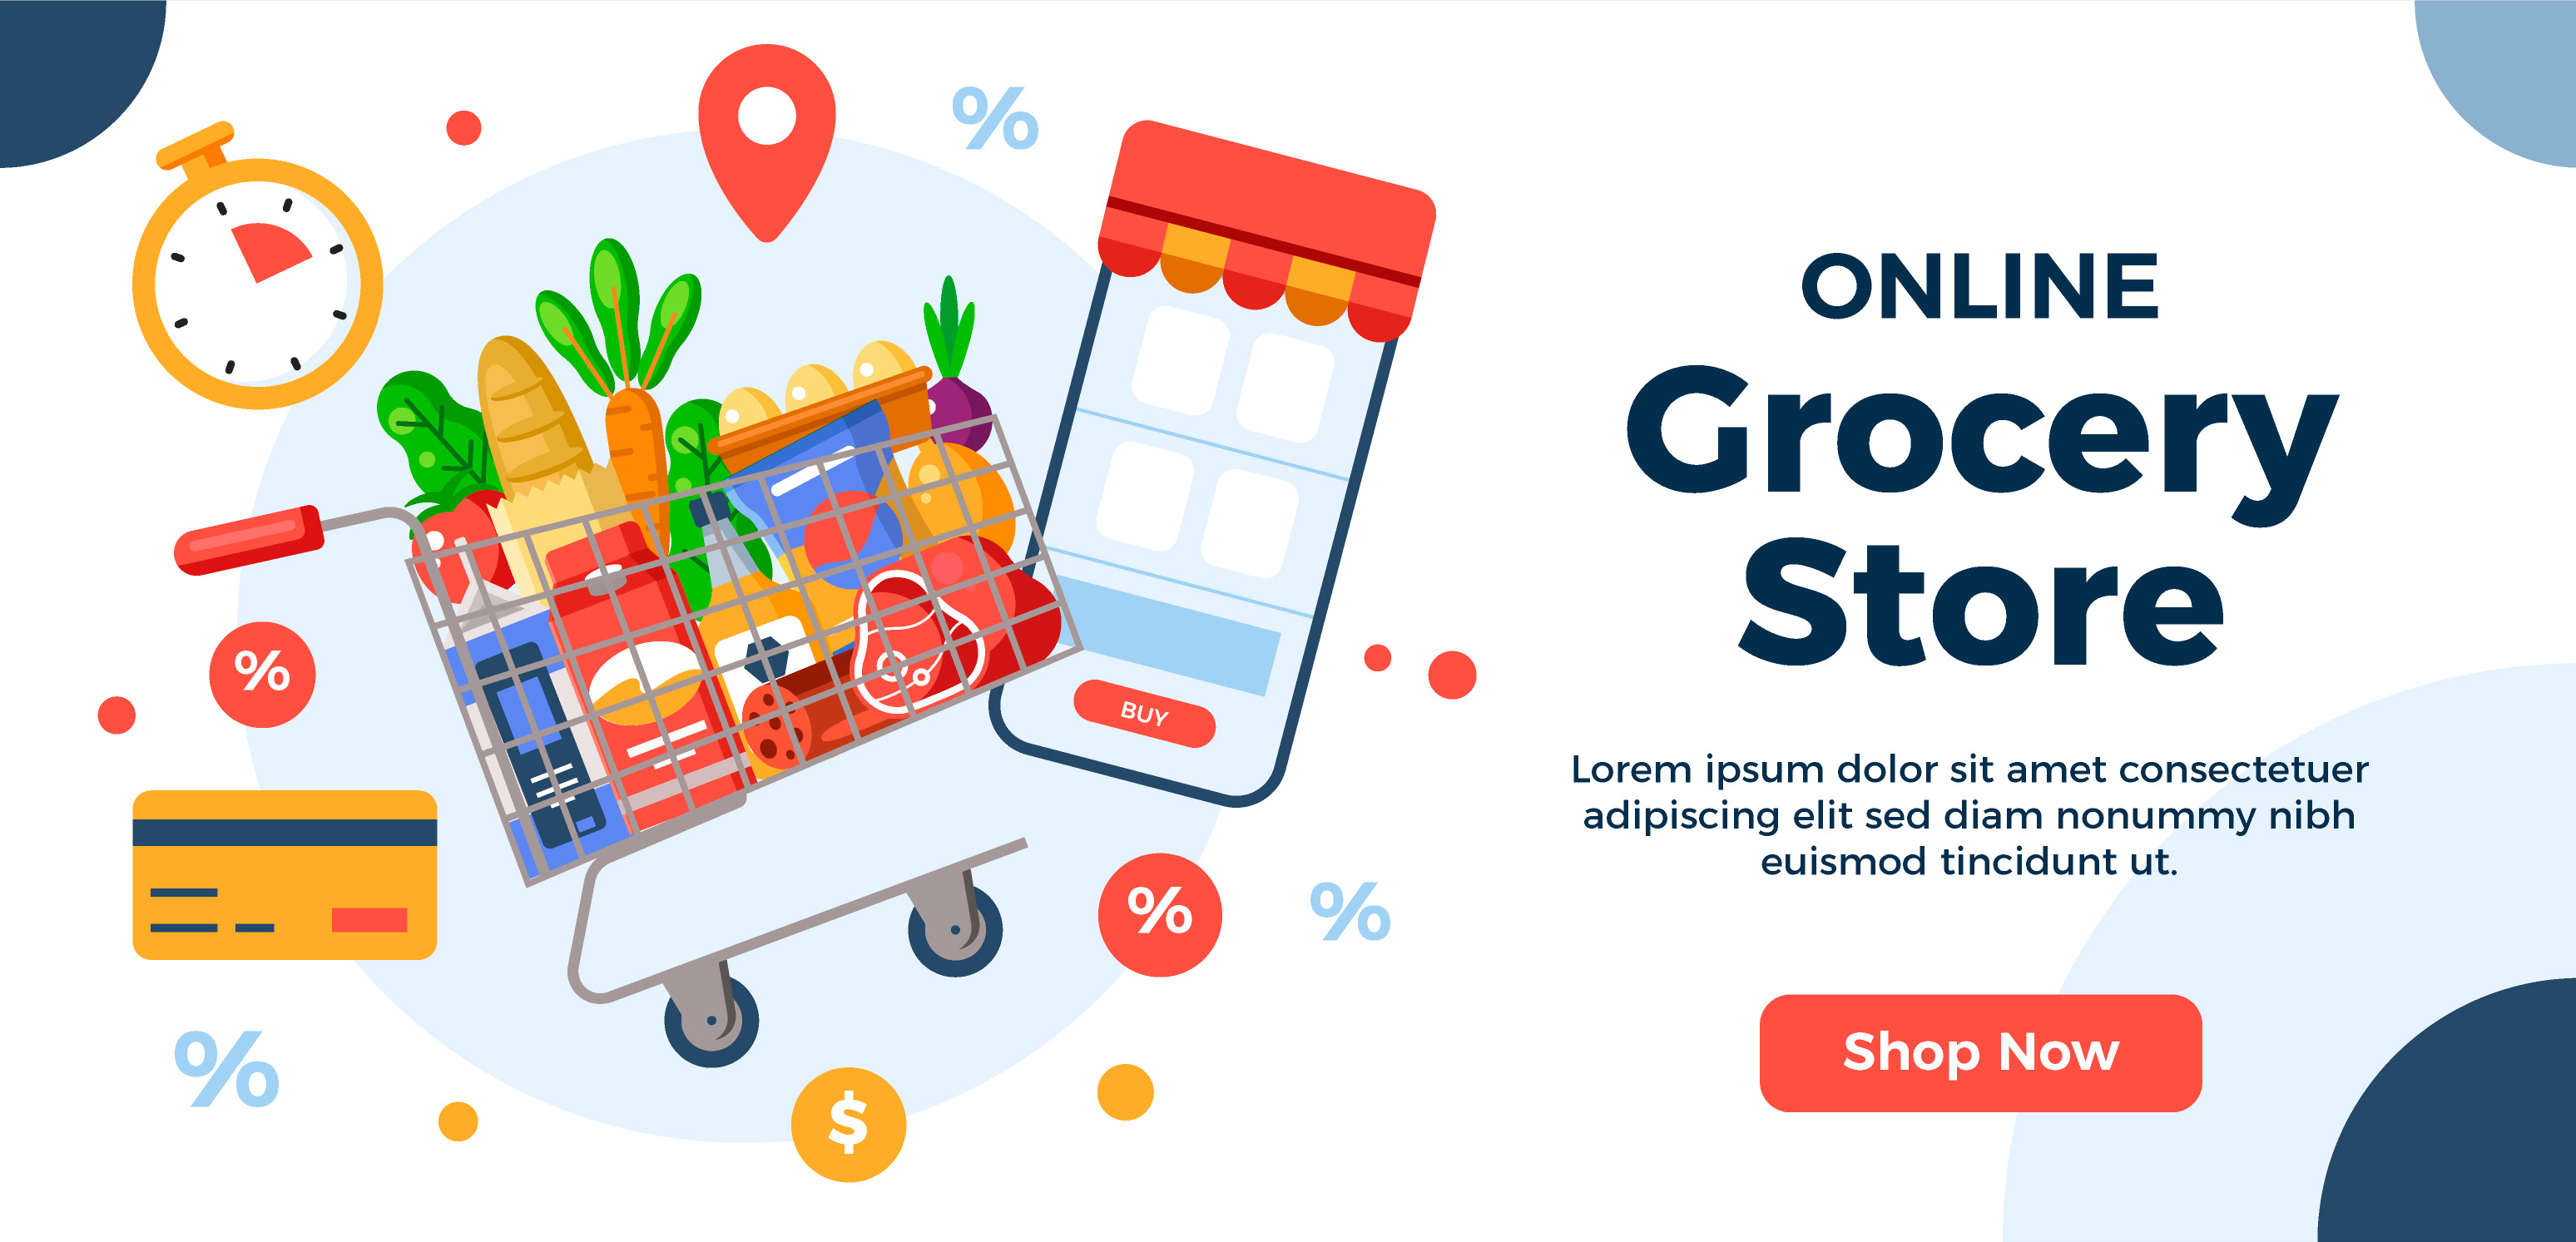 %
ONLINE
Grocery
Store
%
BUY
Lorem ipsum dolor sit amet consectetuer
adipiscing elit sed diam nonummy nibh
euismod tincidunt ut.
%
%
Shop Now
%
$